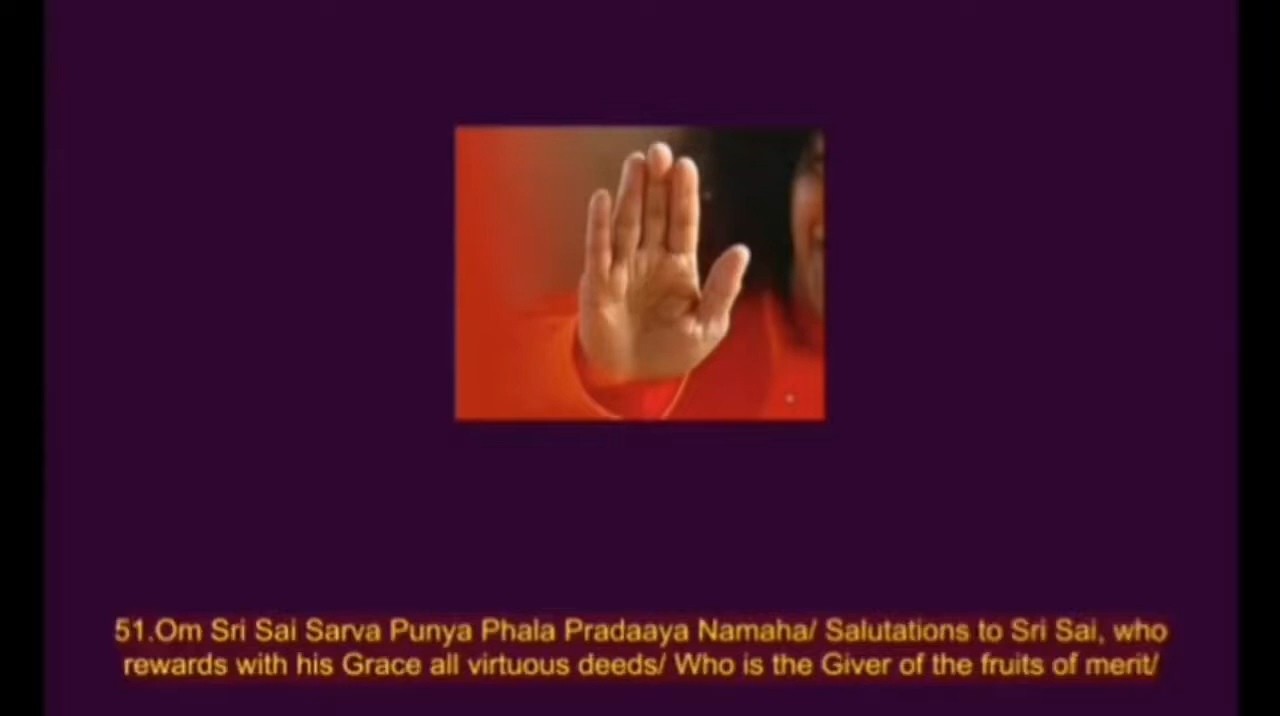 51.Om Sri Sai Sarva Punya Phala Pradaaya Namaha/ Salutations to Sri Sai, who
rewards with his Grace all virtuous deeds/ Who is the Giver of the fruits of merit/